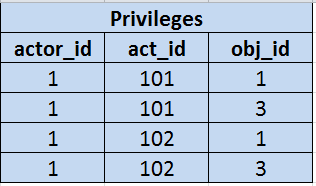 Privileges
actor_id act_id obj_id
1 101 1
1 101 3
1 102 1
1 102 3